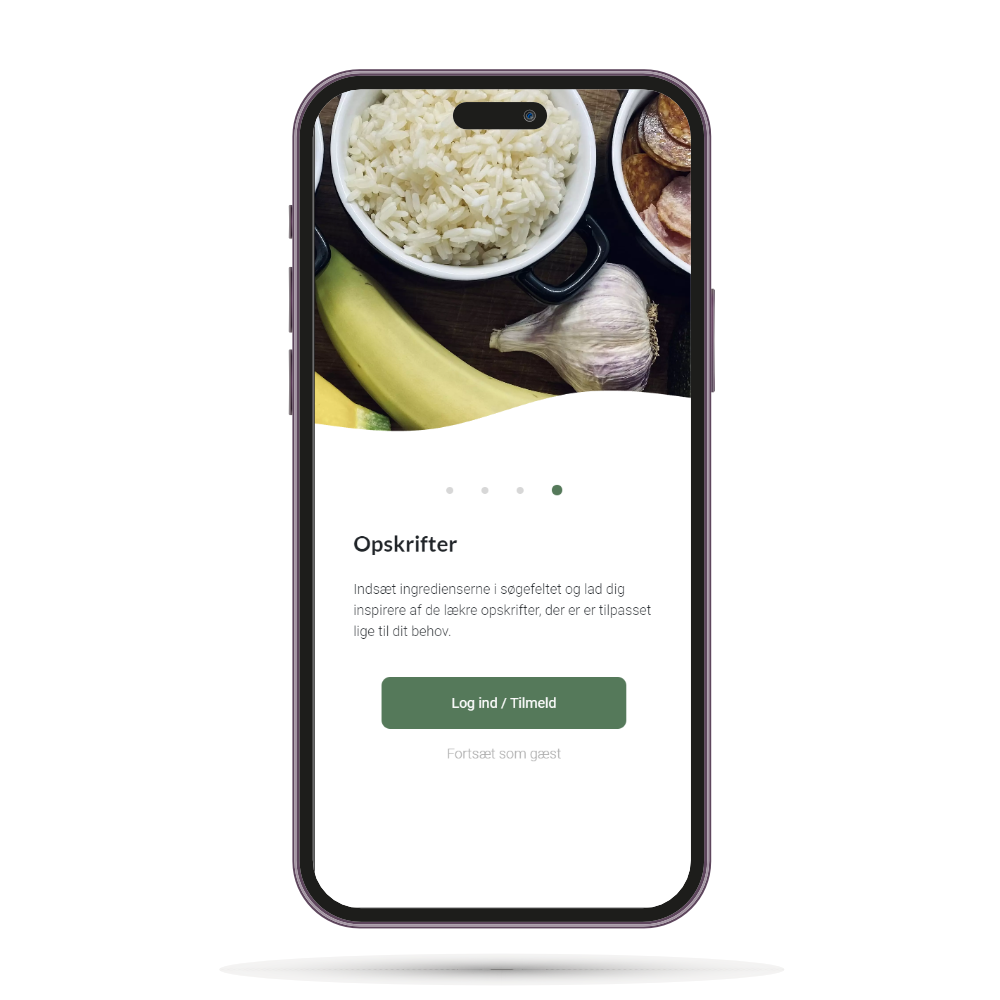 Opskrifter
Indsæt ingredienserne i søgefeltet og lad dig
inspirere af de lækre opskrifter, der er er tilpasset
lige til dit behov.
Log ind / Tilmeld
Fortsæt som gæst